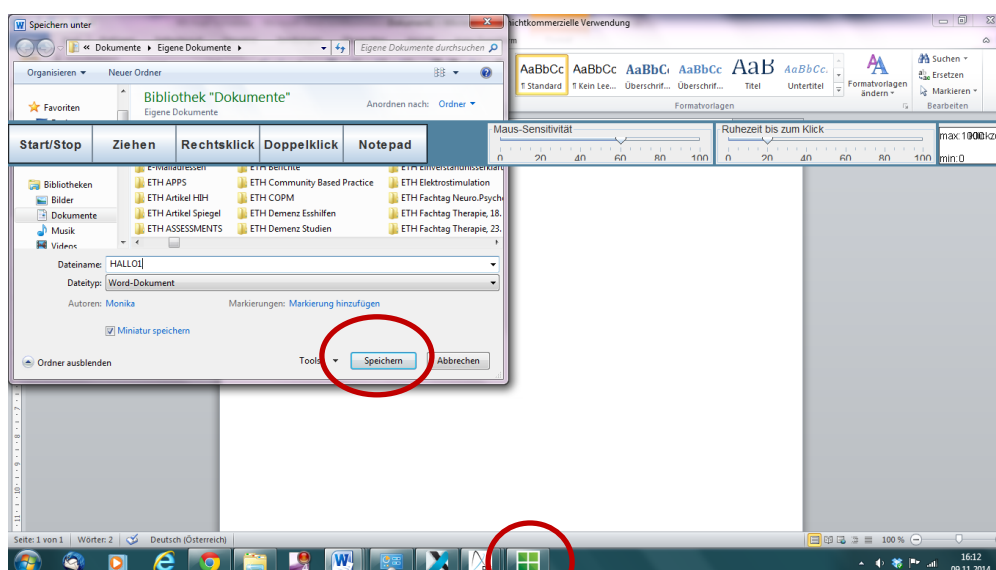 Speichern unter
nichtkommerzielle Verwendung
« Dokumente ▸ Eigene Dokumente ▸
Eigene Dokumente durchsuchen
Organisieren Neuer Ordner
AaBbCc AaBbCc AaBbC AaBbCc AaB AaBbCc.
¶ Standard ¶ Kein Lee... Überschrif... Überschrif... Titel Untertitel
Formatvorlagen ändern
Suchen
Ersetzen
Markieren
Formatvorlagen Bearbeiten
Favoriten
Bibliothek "Dokumente"
Eigene Dokumente
Anordnen nach: Ordner
Start/Stop Ziehen Rechtsklick Doppelklick Notepad
Maus-Sensitivität
0 20 40 60 80 100
Ruhezeit bis zum Klick
0 20 40 60 80 100
min:0
E-Mailadressen ETH Berichte ETH Einverständniserklär
Bibliotheken
Bilder
Dokumente
Musik
Videos
ETH APPS ETH Community Based Practice ETH Elektrostimulation
ETH Artikel HIH ETH COPM ETH Fachtag Neuro.Psych
ETH Artikel Spiegel ETH Demenz Esshilfen ETH Fachtag Therapie, 18.
ETH ASSESSMENTS ETH Demenz Studien ETH Fachtag Therapie, 23.
Dateiname: HALLO1
Dateityp: Word-Dokument
Autoren: Monika Markierungen: Markierung hinzufügen
Miniatur speichern
Ordner ausblenden Tools Speichern Abbrechen
Seite: 1 von 1 Wörter: 2 Deutsch (Österreich) 100 %
16:12
09.11.2014